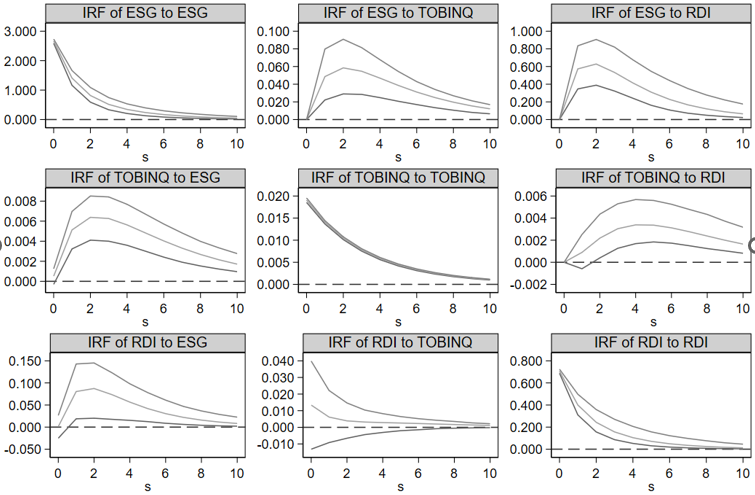 IRF of ESG to ESG
3.000
2.000
1.000
0.000
0 2 4 6 8 10
s
IRF of ESG to TOBINQ
0.100
0.080
0.060
0.040
0.020
0.000
0 2 4 6 8 10
s
IRF of ESG to RDI
1.000
0.800
0.600
0.400
0.200
0.000
0 2 4 6 8 10
s
IRF of TOBINQ to ESG
0.008
0.006
0.004
0.002
0.000
0 2 4 6 8 10
s
IRF of TOBINQ to TOBINQ
0.020
0.015
0.010
0.005
0.000
0 2 4 6 8 10
s
IRF of TOBINQ to RDI
0.006
0.004
0.002
0.000
-0.002
0 2 4 6 8 10
s
IRF of RDI to ESG
0.150
0.100
0.050
0.000
-0.050
0 2 4 6 8 10
s
IRF of RDI to TOBINQ
0.040
0.030
0.020
0.010
0.000
-0.010
0 2 4 6 8 10
s
IRF of RDI to RDI
0.800
0.600
0.400
0.200
0.000
0 2 4 6 8 10
s